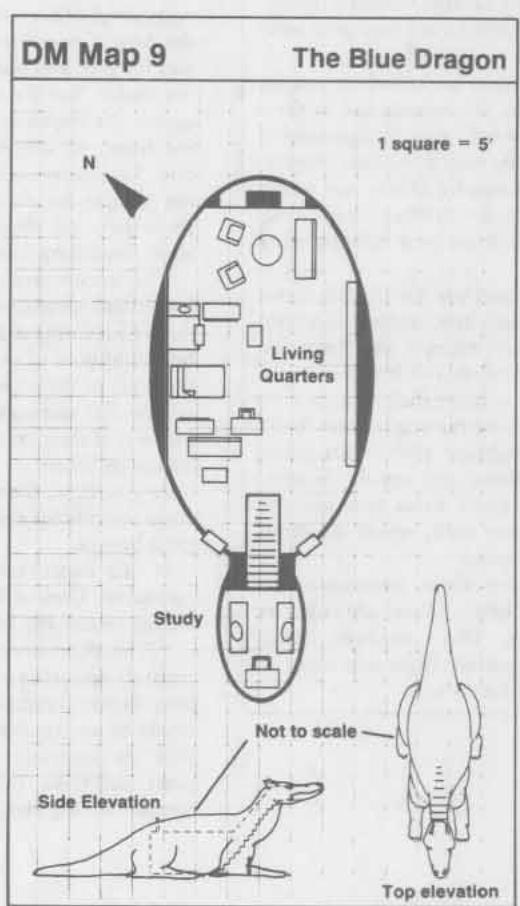 DM Map 9
The Blue Dragon
1 square = 5'
N
Living
Quarters
Study
Not to scale
Side Elevation
Top elevation